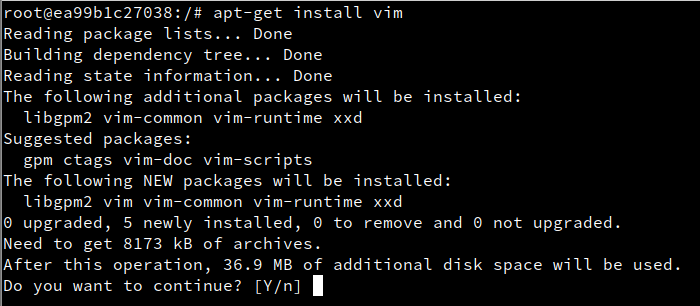 root@ea99b1c27038:/# apt-get install vim
Reading package lists... Done
Building dependency tree... Done
Reading state information... Done
The following additional packages will be installed:
  libgpm2 vim-common vim-runtime xxd
Suggested packages:
  gpm ctags vim-doc vim-scripts
The following NEW packages will be installed:
  libgpm2 vim vim-common vim-runtime xxd
0 upgraded, 5 newly installed, 0 to remove and 0 not upgraded.
Need to get 8173 kB of archives.
After this operation, 36.9 MB of additional disk space will be used.
Do you want to continue? [Y/n]